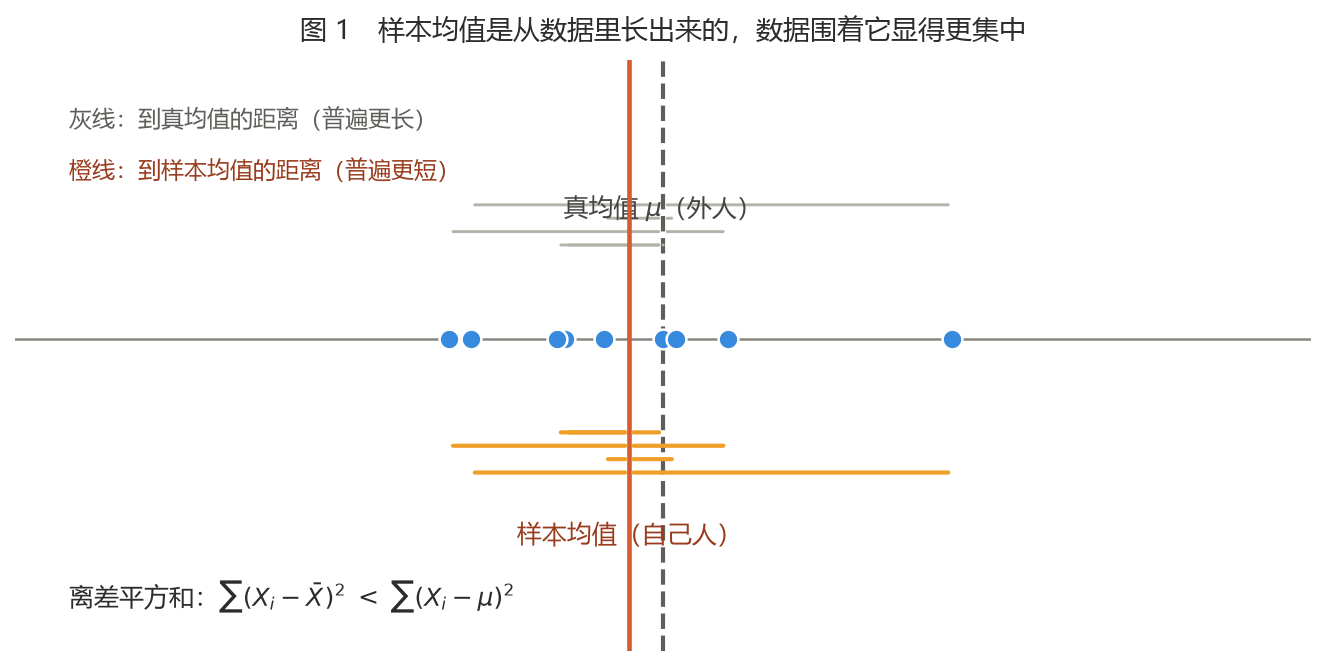 图 1 样本均值是从数据里长出来的，数据围着它显得更集中
灰线：到真均值的距离（普遍更长）
橙线：到样本均值的距离（普遍更短）
真均值 μ（外人）
样本均值（自己人）
离差平方和：∑(Xᵢ − X̄)² < ∑(Xᵢ − μ)²